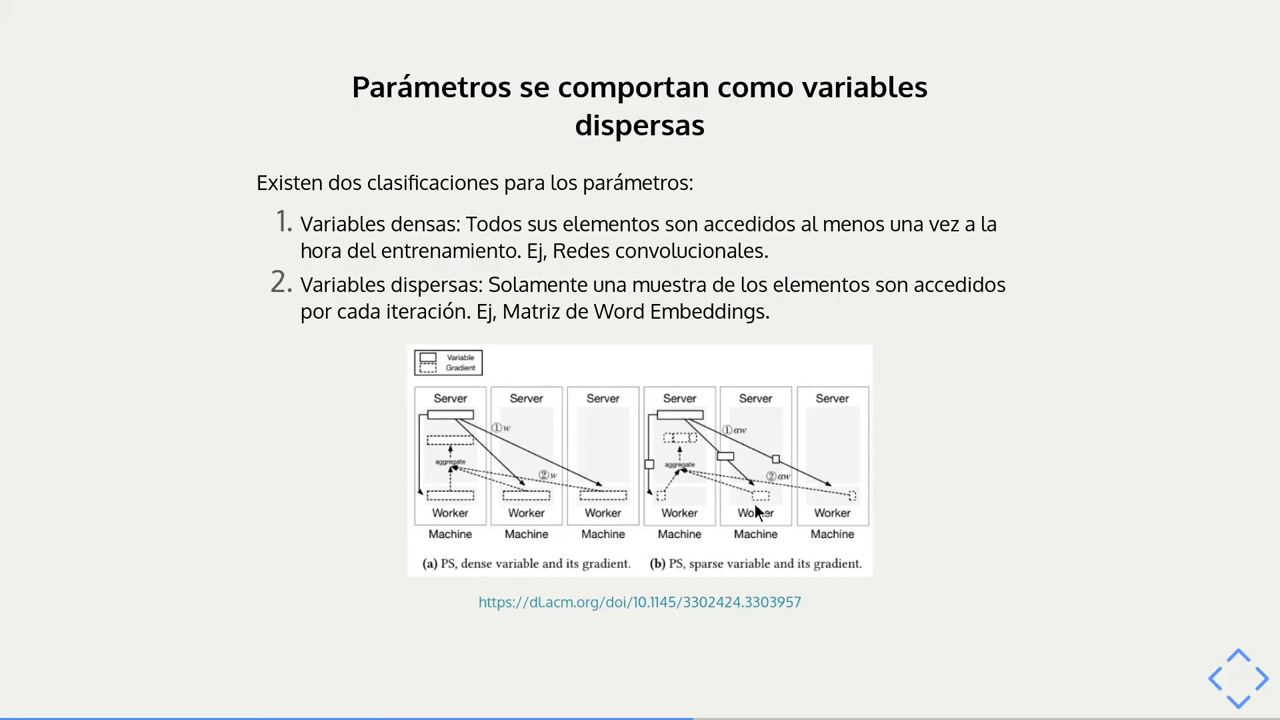 Parámetros se comportan como variables
dispersas
Existen dos clasificaciones para los parámetros:
1. Variables densas: Todos sus elementos son accedidos al menos una vez a la
hora del entrenamiento. Ej, Redes convolucionales.
2. Variables dispersas: Solamente una muestra de los elementos son accedidos
por cada iteración. Ej, Matriz de Word Embeddings.
Variable
Gradient
Server Server Server Server Server Server
①w ①αw
aggregate aggregate
②w ②αw
Worker Worker Worker Worker Worker Worker
Machine Machine Machine Machine Machine Machine
(a) PS, dense variable and its gradient. (b) PS, sparse variable and its gradient.
https://dl.acm.org/doi/10.1145/3302424.3303957